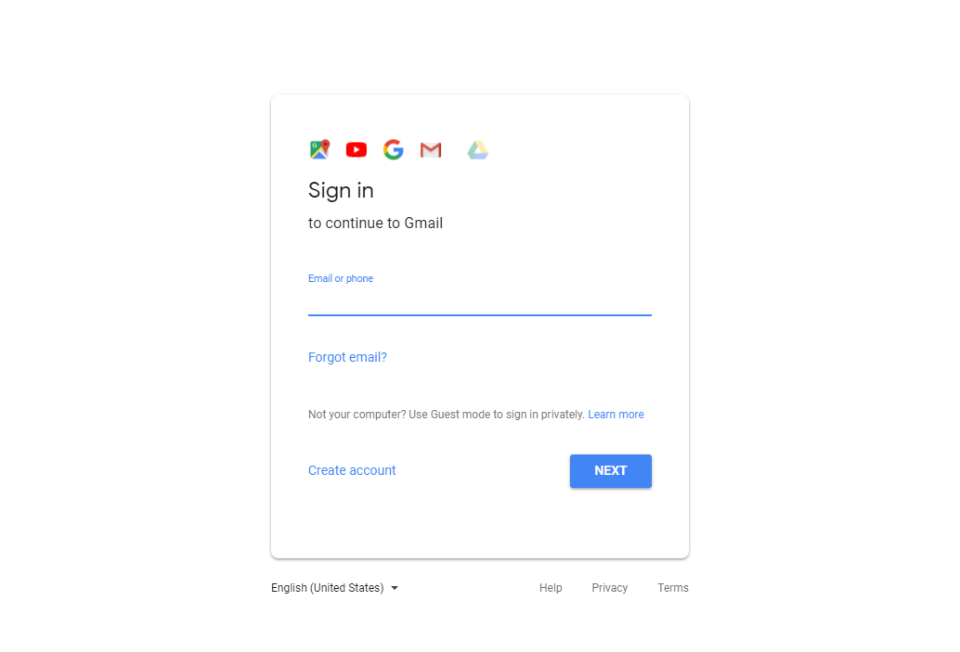 Sign in
to continue to Gmail
Email or phone
Forgot email?
Not your computer? Use Guest mode to sign in privately. Learn more
Create account NEXT
English (United States) Help Privacy Terms